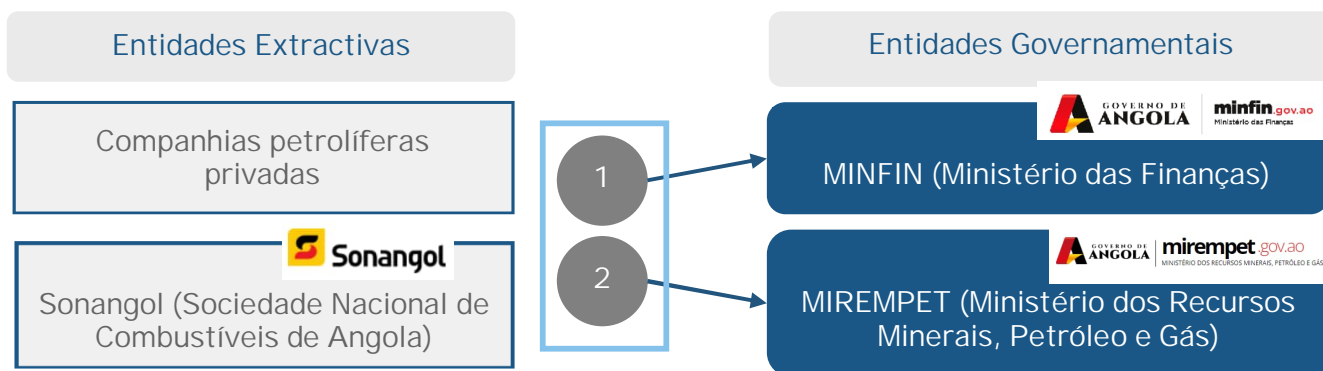 Entidades Extractivas
Entidades Governamentais
Companhias petrolíferas
privadas
1
GOVERNO DE
ANGOLA
minfin.gov.ao
Ministério das Finanças
MINFIN (Ministério das Finanças)
Sonangol
Sonangol (Sociedade Nacional de
Combustíveis de Angola)
2
GOVERNO DE
ANGOLA
mirempet.gov.ao
MINISTÉRIO DOS RECURSOS MINERAIS, PETRÓLEO E GÁS
MIREMPET (Ministério dos Recursos
Minerais, Petróleo e Gás)